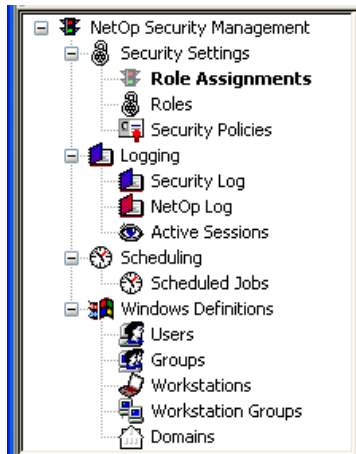 NetOp Security Management
Security Settings
Role Assignments
Roles
Security Policies
Logging
Security Log
NetOp Log
Active Sessions
Scheduling
Scheduled Jobs
Windows Definitions
Users
Groups
Workstations
Workstation Groups
Domains